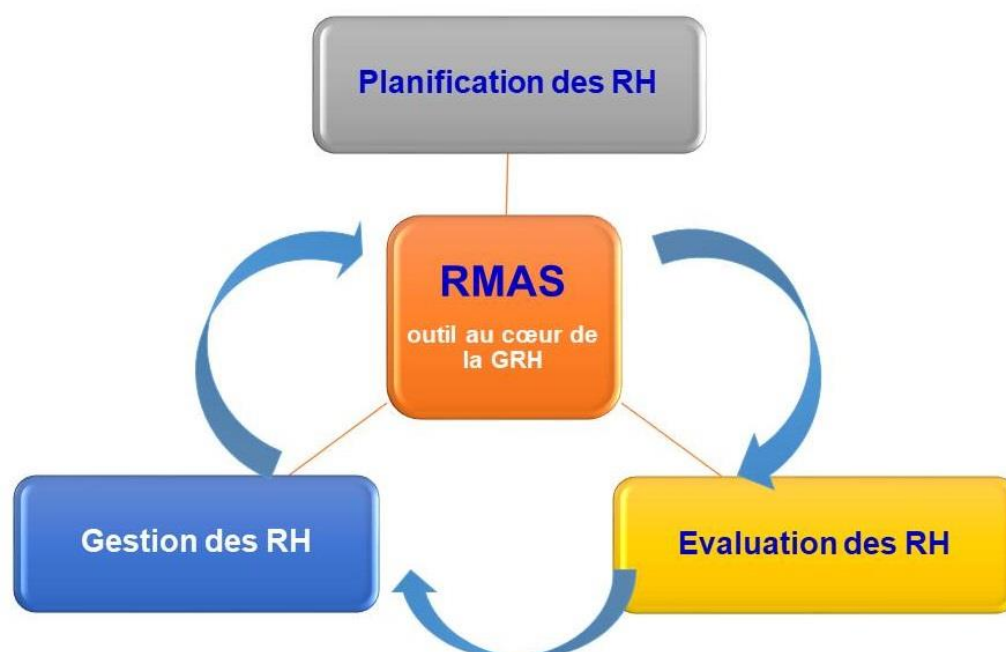 Planification des RH
RMAS
outil au cœur de
la GRH
Gestion des RH
Evaluation des RH